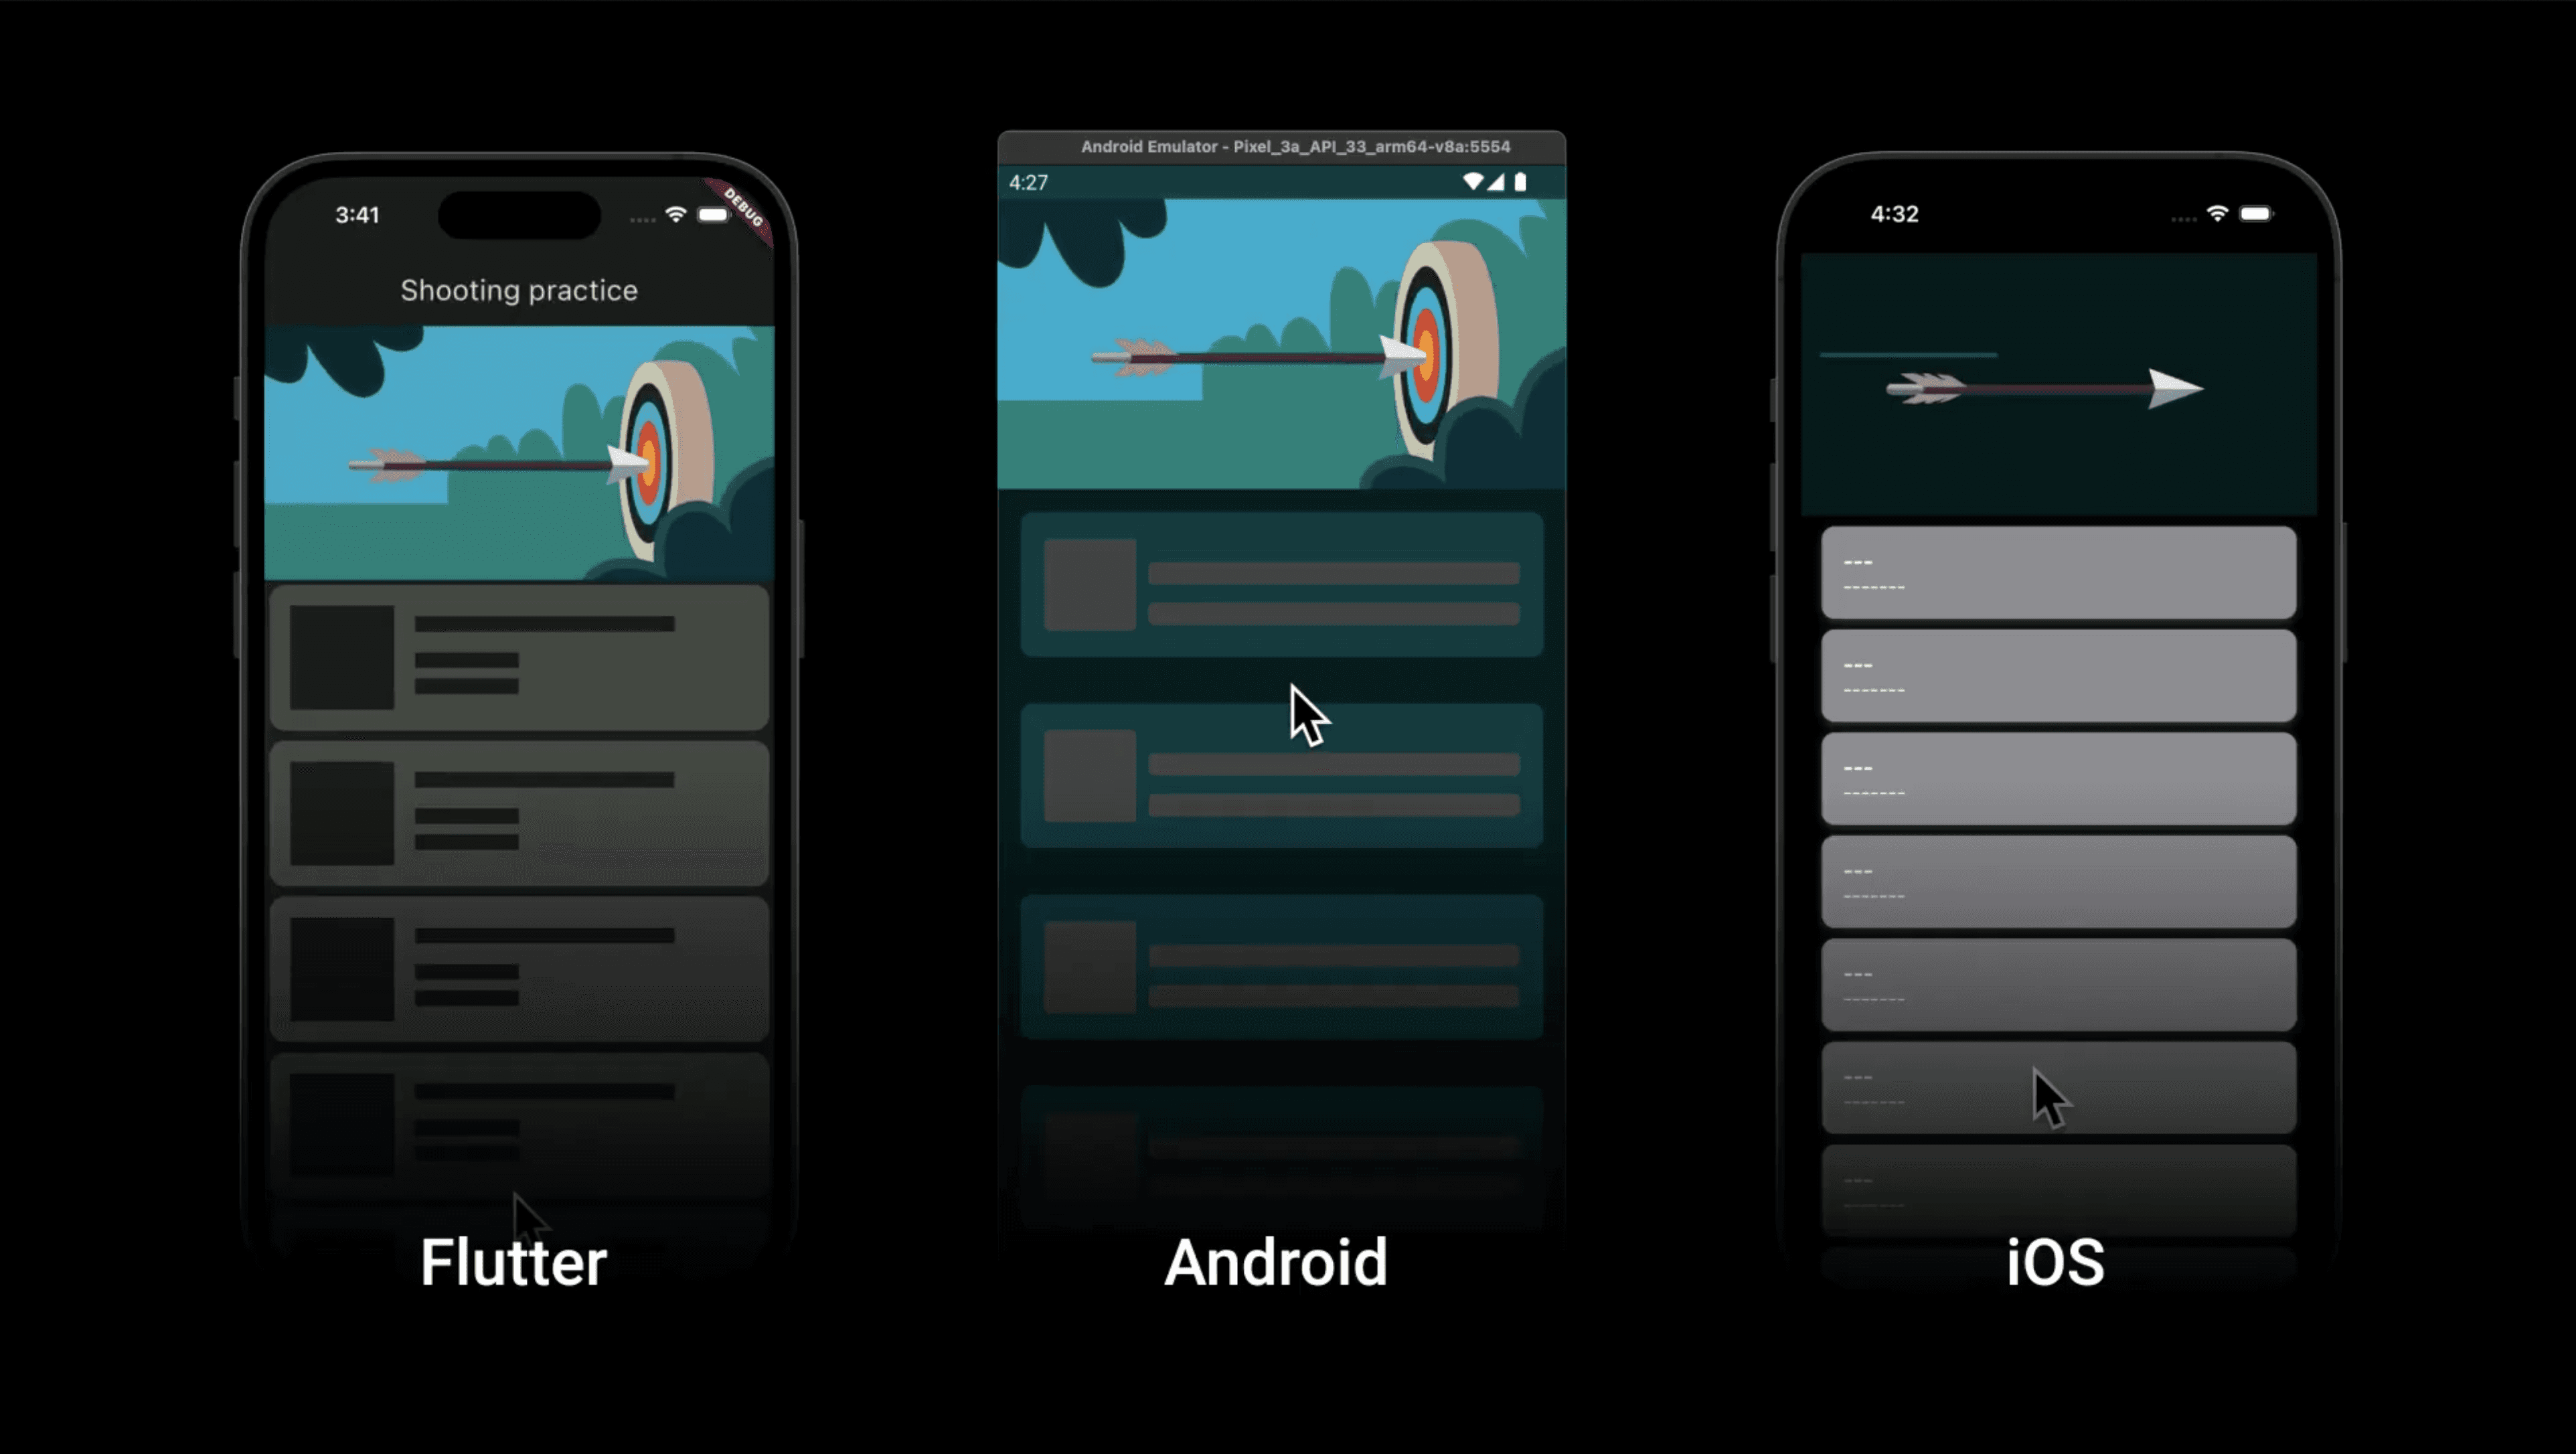 3:41
DEBUG
Shooting practice
Flutter
Android Emulator - Pixel_3a_API_33_arm64-v8a:5554
4:27
Android
4:32
---
-------
---
-------
---
-------
---
-------
---
-------
---
-------
---
-------
iOS